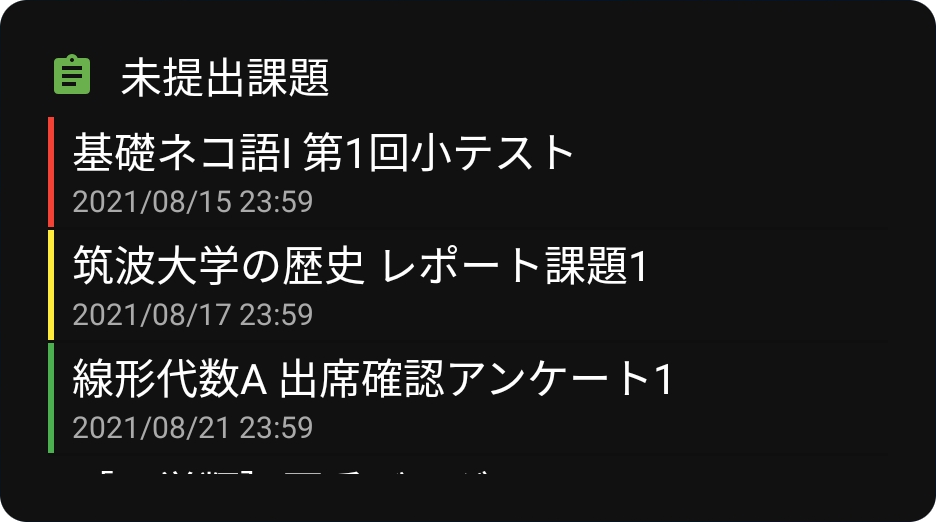 未提出課題
基礎ネコ語I 第1回小テスト
2021/08/15 23:59
筑波大学の歴史 レポート課題1
2021/08/17 23:59
線形代数A 出席確認アンケート1
2021/08/21 23:59